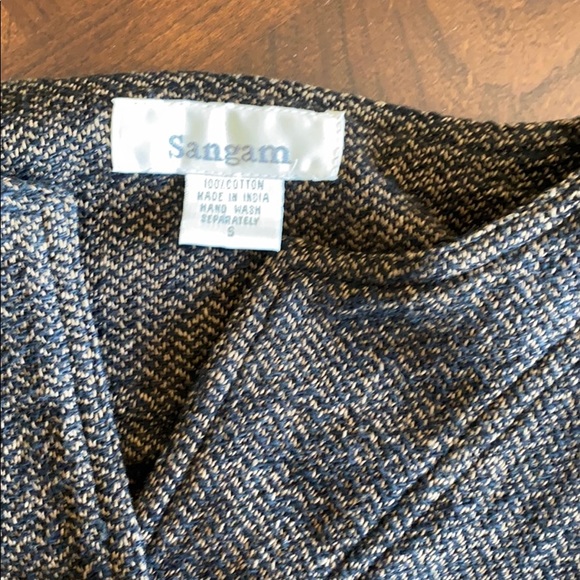 Sangam
100/COTTON
MADE IN INDIA
HAND WASH
SEPARATELY
S